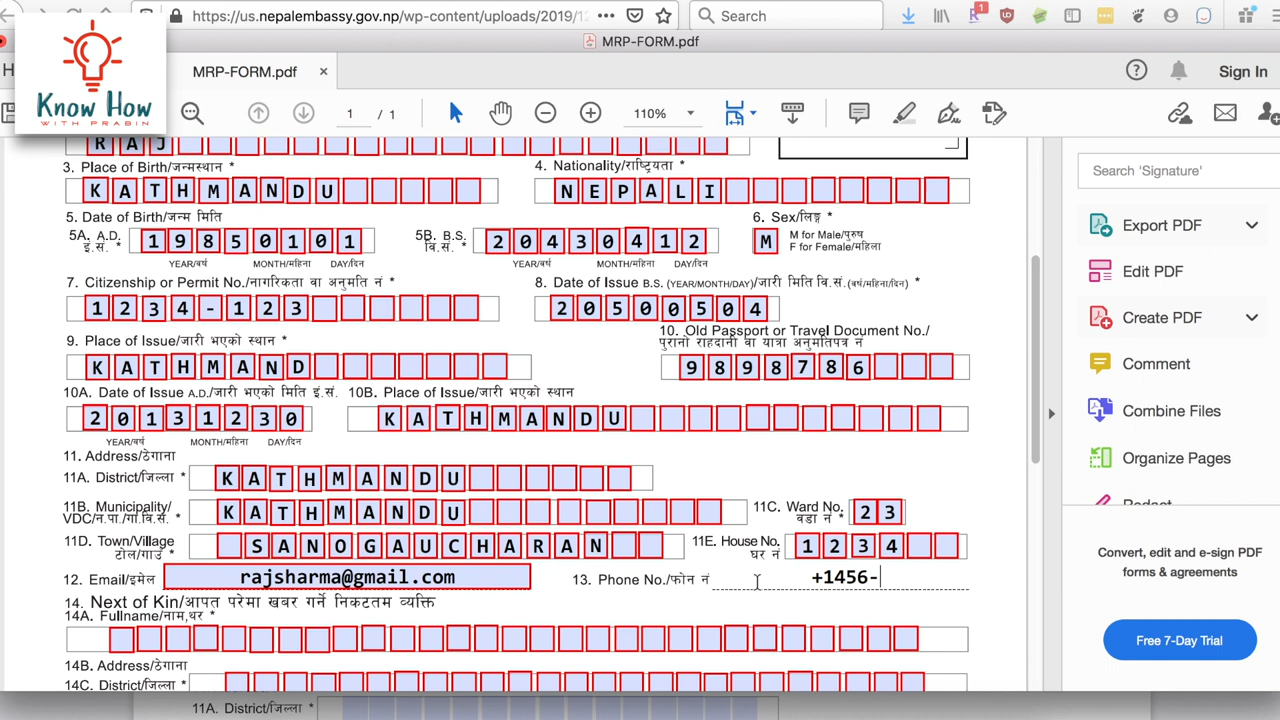 https://us.nepalembassy.gov.np/wp-content/uploads/2019/1
Search
1
MRP-FORM.pdf
Know How
WITH PRABIN
H
MRP-FORM.pdf ×
Sign In
1 / 1
110%
R A J
3. Place of Birth/जन्मस्थान * 4. Nationality/राष्ट्रियता *
K A T H M A N D U N E P A L I
5. Date of Birth/जन्म मिति 6. Sex/लिङ्ग *
5A. A.D. 1 9 8 5 0 1 0 1 5B. B.S. 2 0 4 3 0 4 1 2 M M for Male/पुरुष
इ.सं. * वि.सं. * F for Female/महिला
YEAR/वर्ष MONTH/महिना DAY/दिन YEAR/वर्ष MONTH/महिना DAY/दिन
7. Citizenship or Permit No./नागरिकता वा अनुमति नं * 8. Date of Issue B.S. (YEAR/MONTH/DAY)/जारी मिति वि.सं.(वर्ष/महिना/दिन) *
1 2 3 4 - 1 2 3 2 0 5 0 0 5 0 4
9. Place of Issue/जारी भएको स्थान * 10. Old Passport or Travel Document No./
पुरानो राहदानी वा यात्रा अनुमतिपत्र नं
K A T H M A N D 9 8 9 8 7 8 6
10A. Date of Issue A.D./जारी भएको मिति इं.सं. 10B. Place of Issue/जारी भएको स्थान
2 0 1 3 1 2 3 0 K A T H M A N D U
YEAR/वर्ष MONTH/महिना DAY/दिन
11. Address/ठेगाना
11A. District/जिल्ला * K A T H M A N D U
11B. Municipality/ K A T H M A N D U 11C. Ward No. 2 3
VDC/न.पा./गा.वि.सं. * वडा नं *
11D. Town/Village S A N O G A U C H A R A N 11E. House No. 1 2 3 4
टोल/गाउँ * घर नं
12. Email/इमेल rajsharma@gmail.com 13. Phone No./फोन नं +1456-
14. Next of Kin/आपत परेमा खबर गर्ने निकटतम व्यक्ति
14A. Fullname/नाम,थर *
14B. Address/ठेगाना
14C. District/जिल्ला *
11A. District/जिल्ला *
Search 'Signature'
Export PDF
Edit PDF
Create PDF
Comment
Combine Files
Organize Pages
Redact
Convert, edit and e-sign PDF
forms & agreements
Free 7-Day Trial